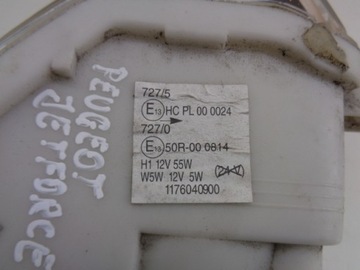 PEUGEOT
JETFORCE
727/5
E13 HC PL 00 0024
727/0
E13 50R-00 0814
H1 12V 55W
W5W 12V 5W 24V
1176040900